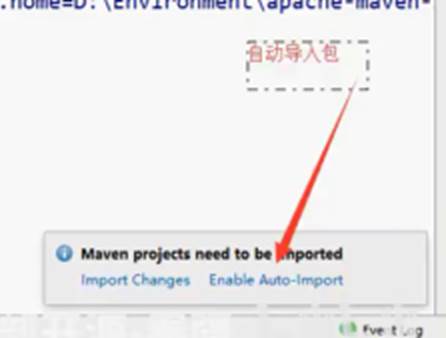 .home=D:\Environment\apache-maven-
自动导入包
Maven projects need to be imported
Import Changes Enable Auto-Import
Event Log